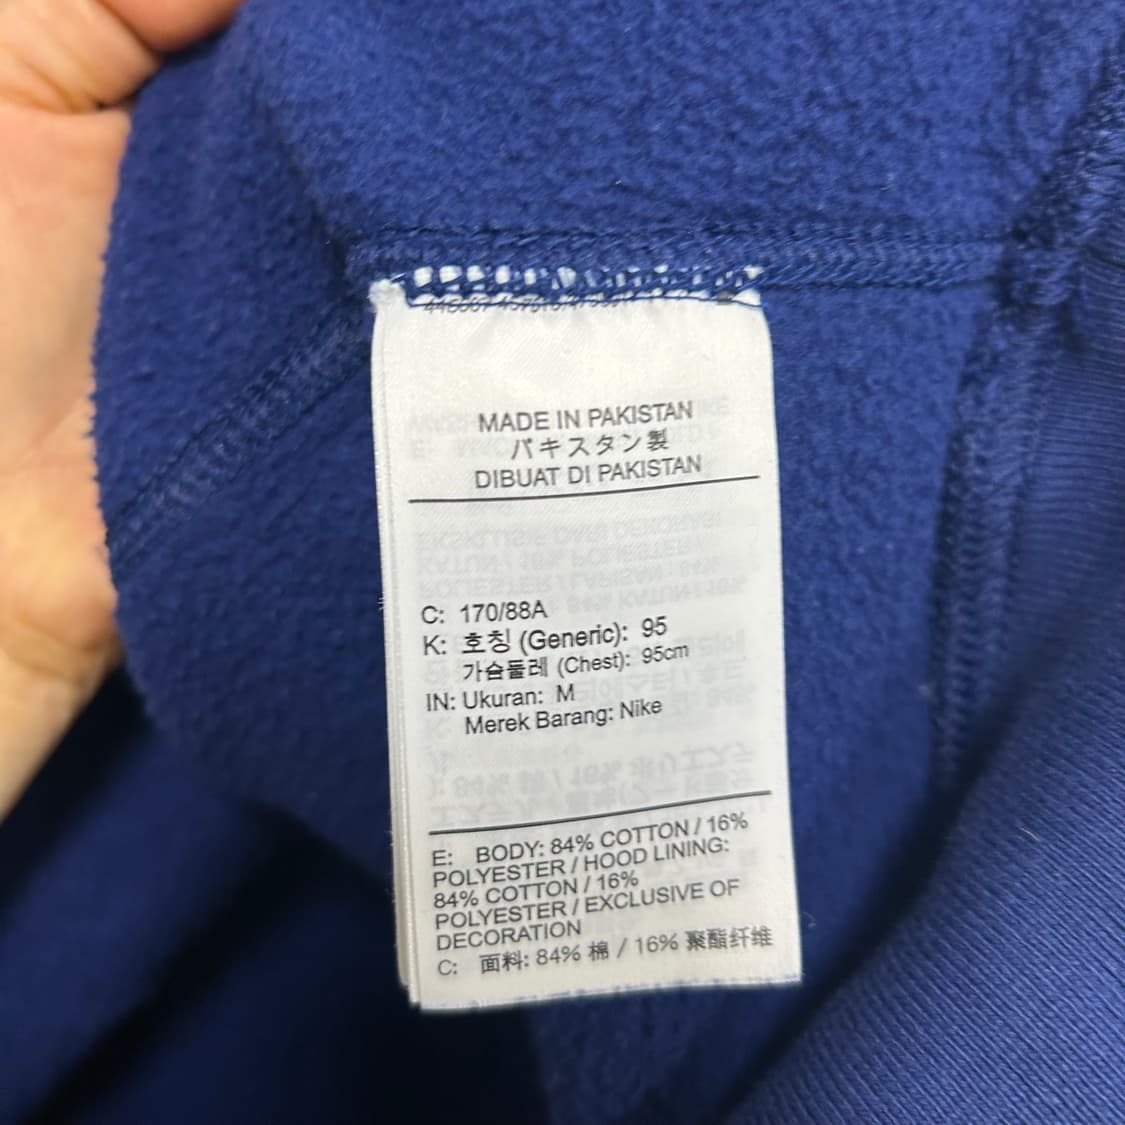 MADE IN PAKISTAN
パキスタン製
DIBUAT DI PAKISTAN
C: 170/88A
K: 호칭 (Generic): 95
가슴둘레 (Chest): 95cm
IN: Ukuran: M
Merek Barang: Nike
E: BODY: 84% COTTON / 16%
POLYESTER / HOOD LINING:
84% COTTON / 16%
POLYESTER / EXCLUSIVE OF
DECORATION
C: 面料: 84% 棉 / 16% 聚酯纤维